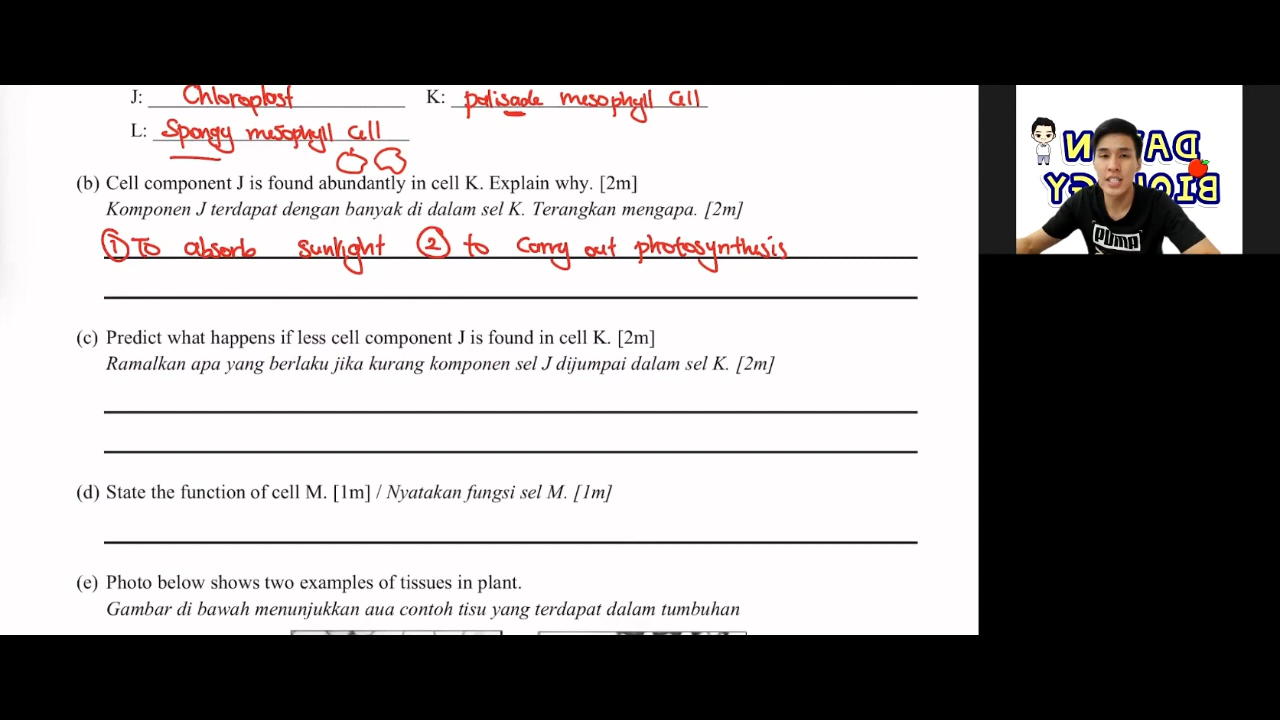 J: Chloroplast K: palisade mesophyll cell
L: Spongy mesophyll cell
(b) Cell component J is found abundantly in cell K. Explain why. [2m]
Komponen J terdapat dengan banyak di dalam sel K. Terangkan mengapa. [2m]
① To absorb sunlight ② to carry out photosynthesis
(c) Predict what happens if less cell component J is found in cell K. [2m]
Ramalkan apa yang berlaku jika kurang komponen sel J dijumpai dalam sel K. [2m]
(d) State the function of cell M. [1m] / Nyatakan fungsi sel M. [1m]
(e) Photo below shows two examples of tissues in plant.
Gambar di bawah menunjukkan aua contoh tisu yang terdapat dalam tumbuhan
BIOLOGY
PUMA